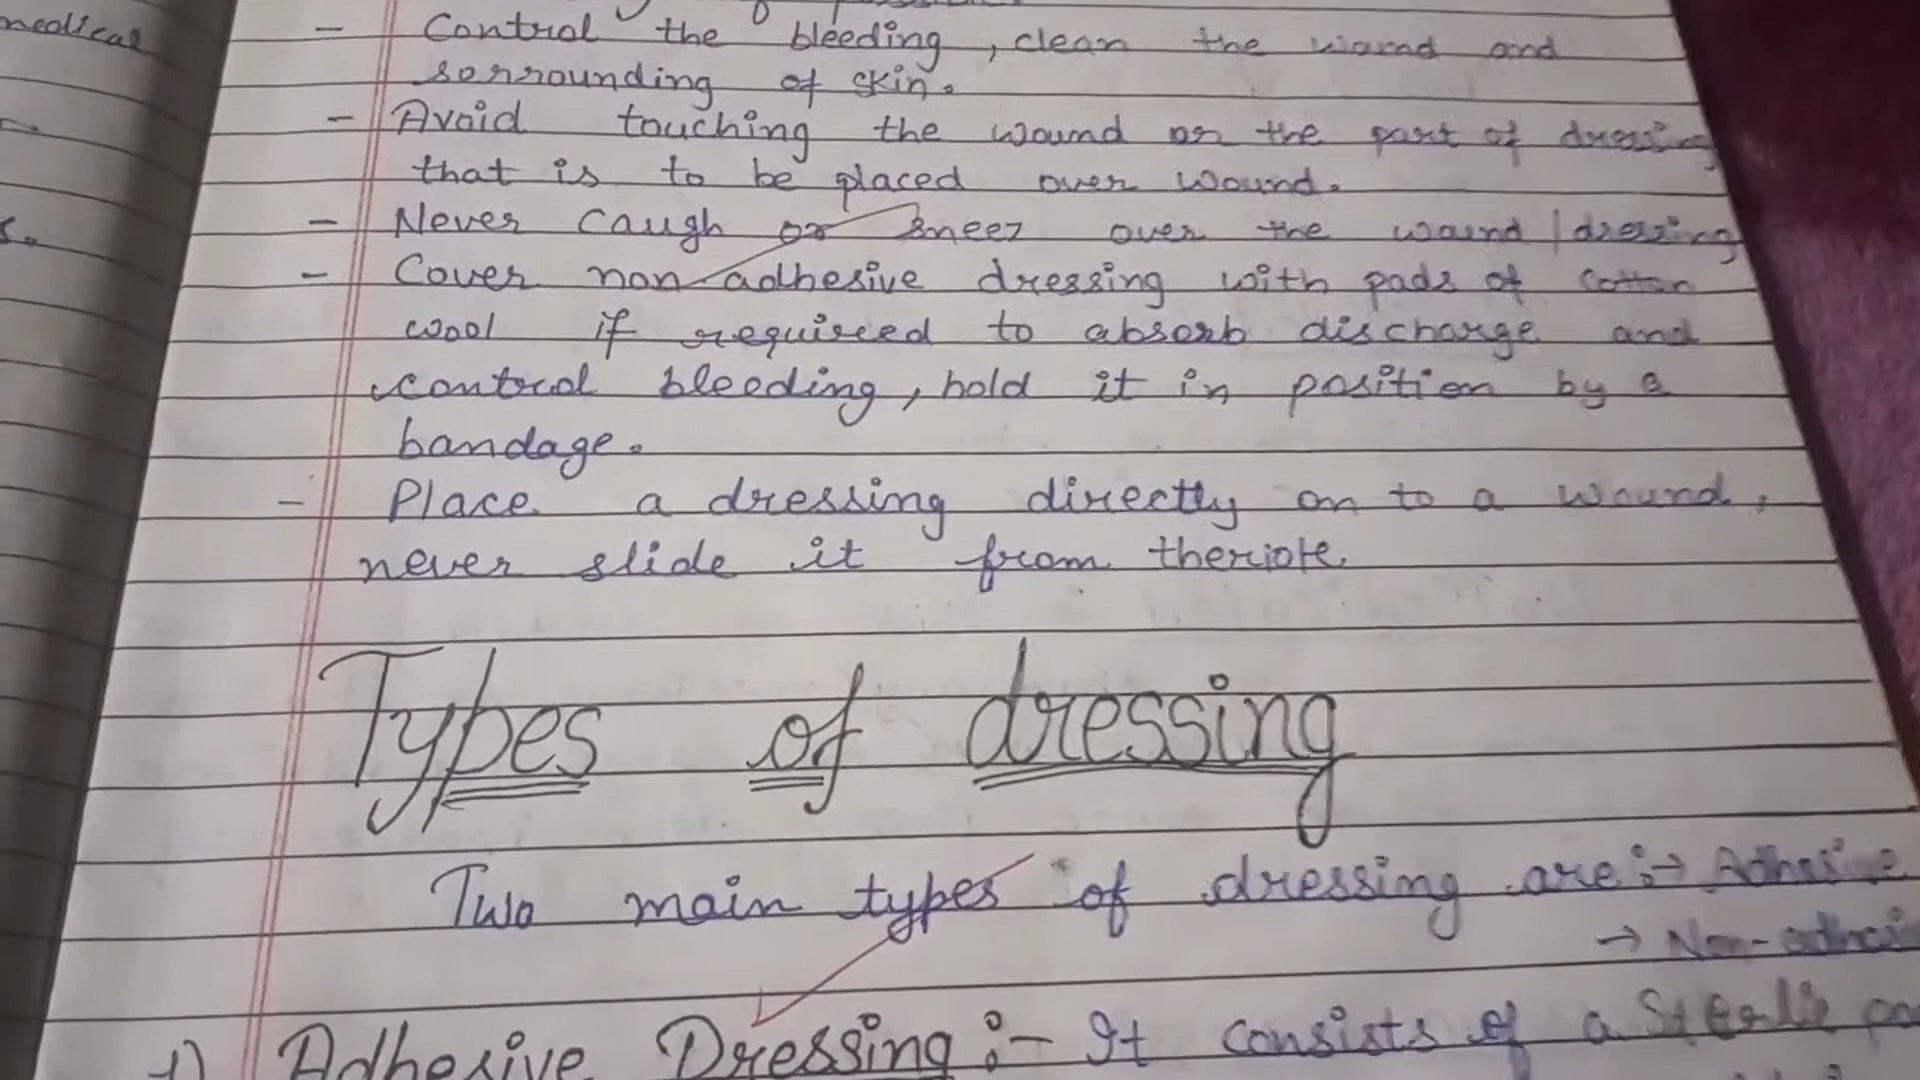 medical
- Control the bleeding, clean the wound and
sorrounding of skin.
- Avoid touching the wound or the part of dressing
that is to be placed over wound.
- Never caugh or sneez over the wound | dressing
- Cover non adhesive dressing with pads of cotton
wool if required to absorb discharge and
control bleeding, hold it in position by a
bandage.
- Place a dressing directly on to a wound,
never slide it from
Types of dressing
Two main types of dressing are :→ Adhesive
→ Non-
1) Adhesive Dressing :- It consists of a